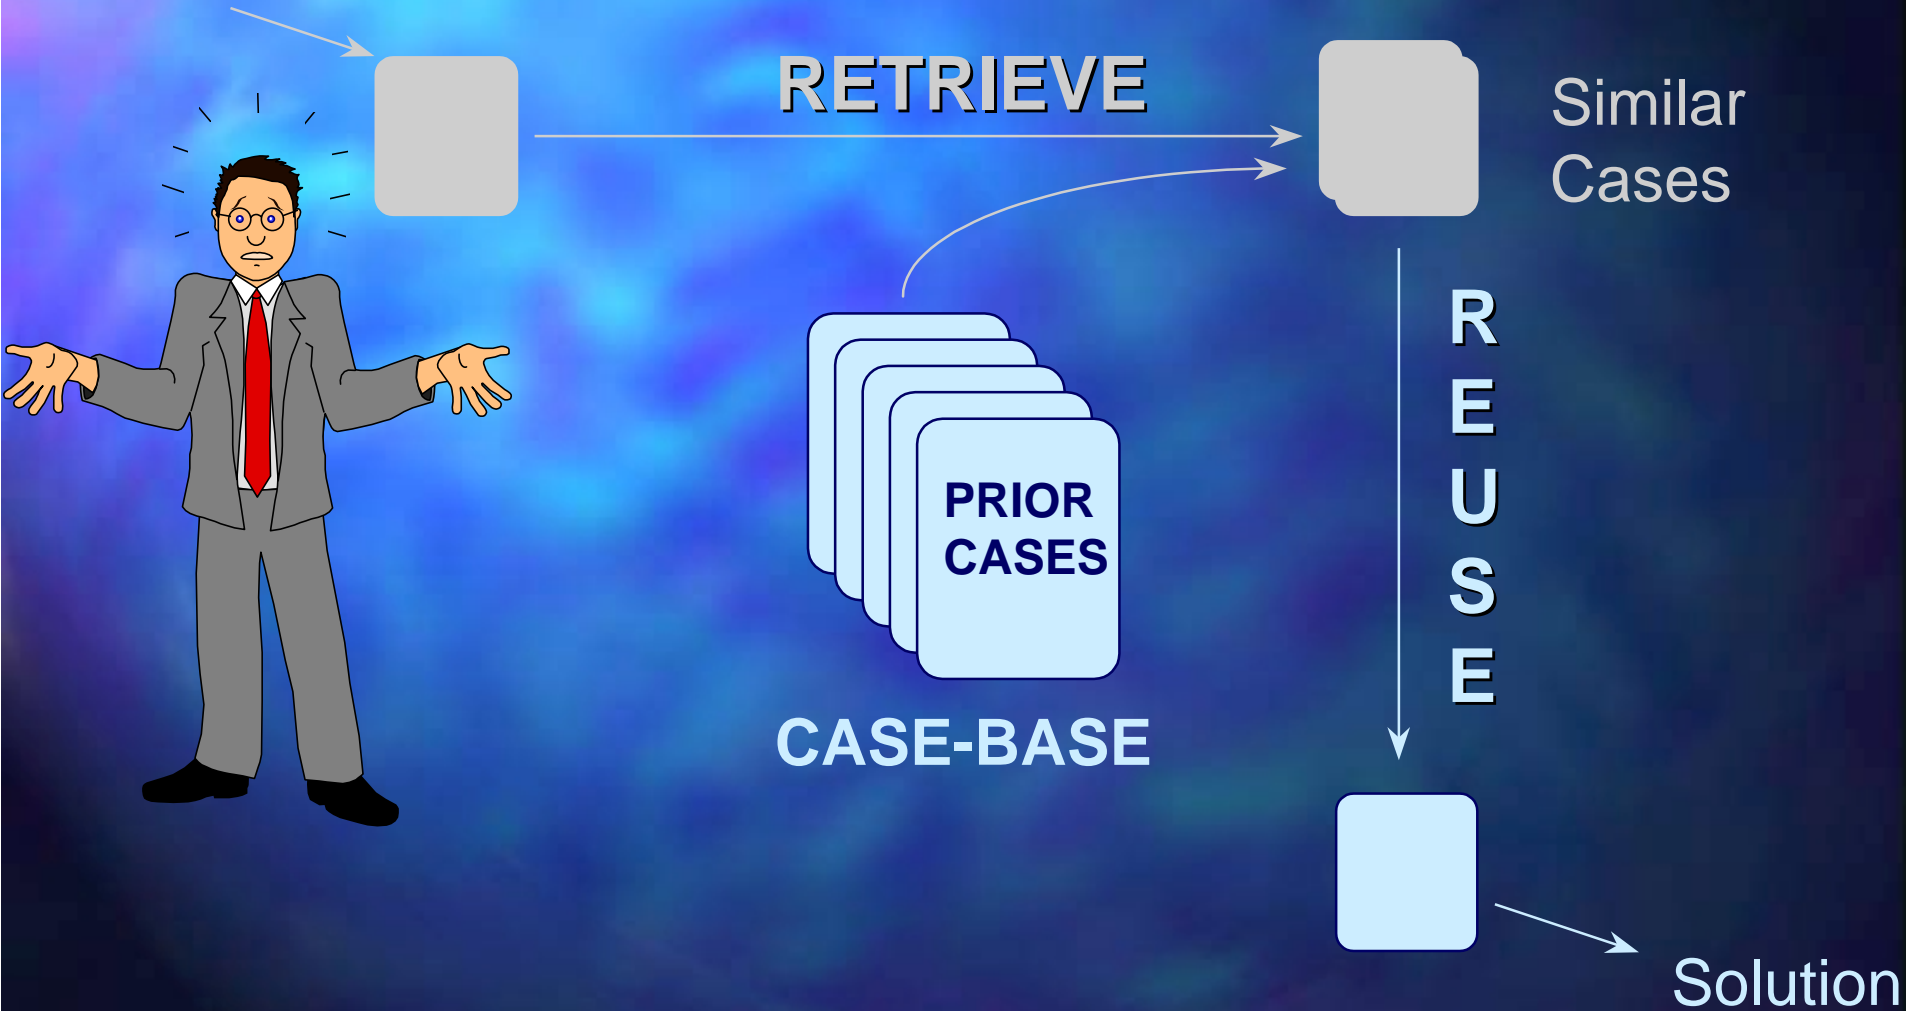 RETRIEVE
Similar
Cases
R
E
U
S
E
PRIOR
CASES
CASE-BASE
Solution